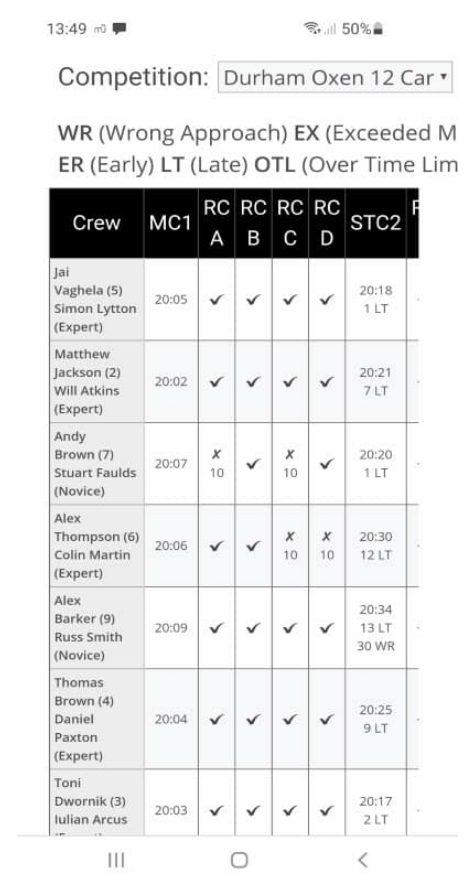 13:49
50%
Competition: Durham Oxen 12 Car
WR (Wrong Approach) EX (Exceeded M
ER (Early) LT (Late) OTL (Over Time Lim
Crew MC1 RC A RC B RC C RC D STC2
Jai
Vaghela (5)
Simon Lytton
(Expert)
20:05 ✓ ✓ ✓ ✓ 20:18
1 LT
Matthew
Jackson (2)
Will Atkins
(Expert)
20:02 ✓ ✓ ✓ ✓ 20:21
7 LT
Andy
Brown (7)
Stuart Faulds
(Novice)
20:07 ✗ 10 ✓ ✗ 10 ✓ 20:20
1 LT
Alex
Thompson (6)
Colin Martin
(Expert)
20:06 ✓ ✓ ✗ 10 ✗ 10 20:30
12 LT
Alex
Barker (9)
Russ Smith
(Novice)
20:09 ✓ ✓ ✓ ✓ 20:34
13 LT
30 WR
Thomas
Brown (4)
Daniel
Paxton
(Expert)
20:04 ✓ ✓ ✓ ✓ 20:25
9 LT
Toni
Dwornik (3)
Iulian Arcus
20:03 ✓ ✓ ✓ ✓ 20:17
2 LT